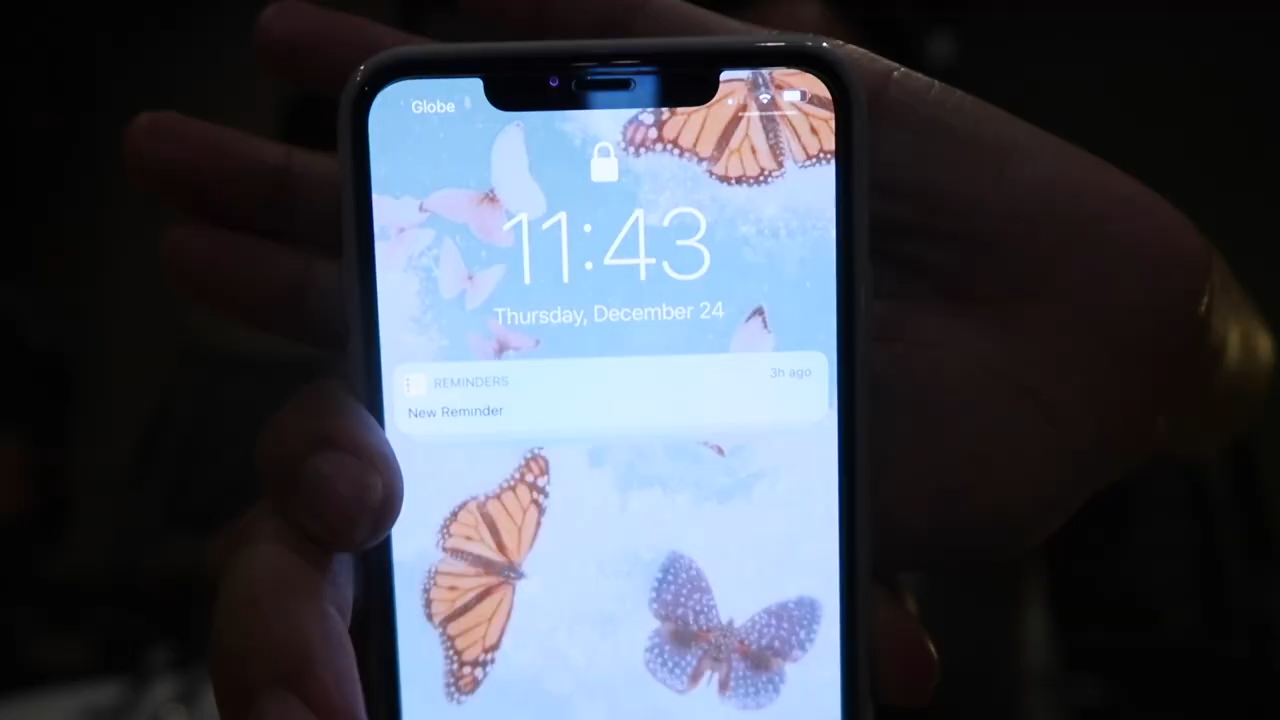 Globe
11:43
Thursday, December 24
REMINDERS
3h ago
New Reminder